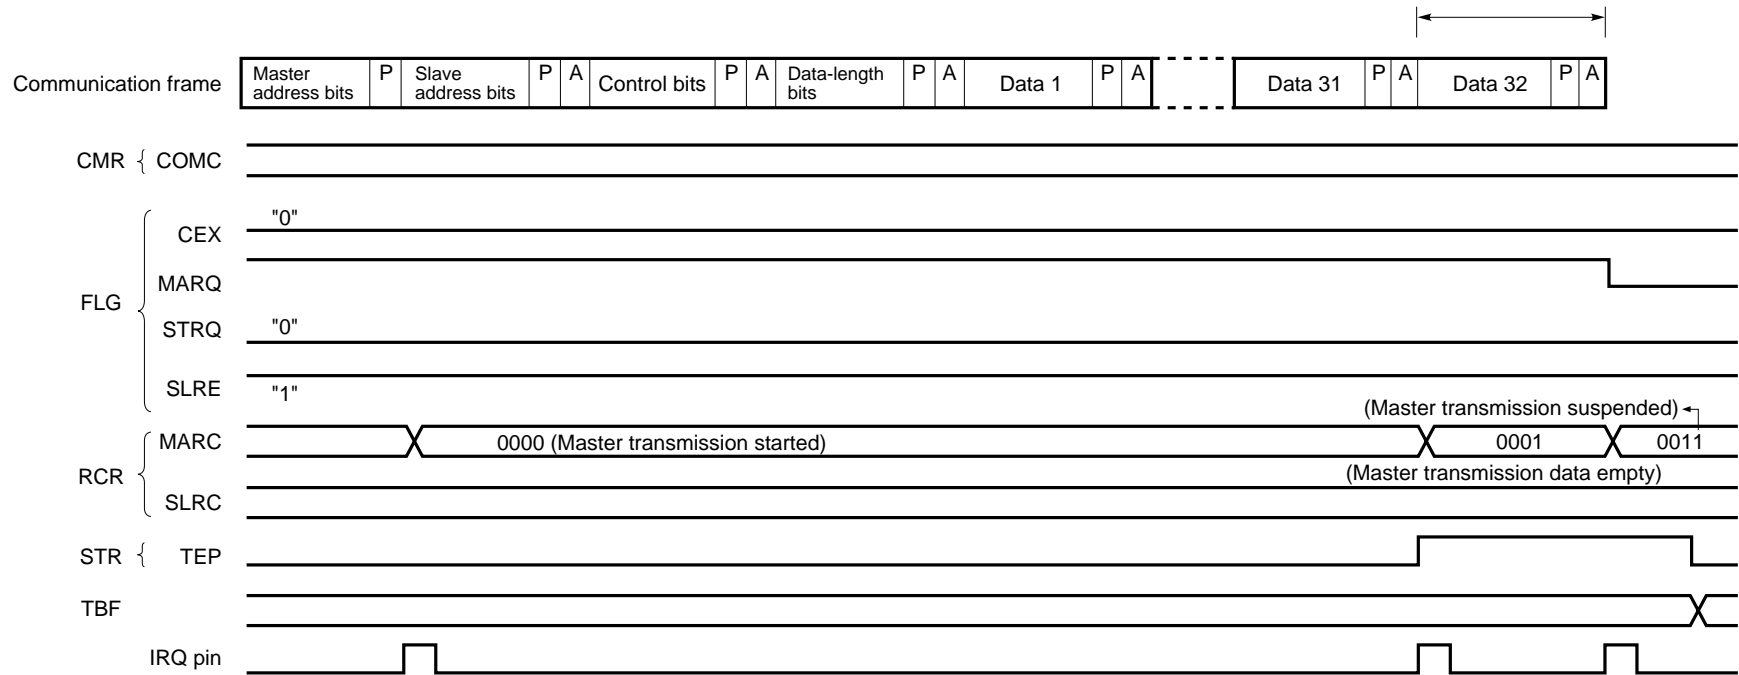 Communication frame
Master address bits P Slave address bits P A Control bits P A Data-length bits P A Data 1 P A Data 31 P A Data 32 P A
CMR { COMC
"0"
CEX
MARQ
FLG
"0"
STRQ
SLRE
"1"
(Master transmission suspended)
MARC 0000 (Master transmission started) 0001 0011
RCR
(Master transmission data empty)
SLRC
STR { TEP
TBF
IRQ pin